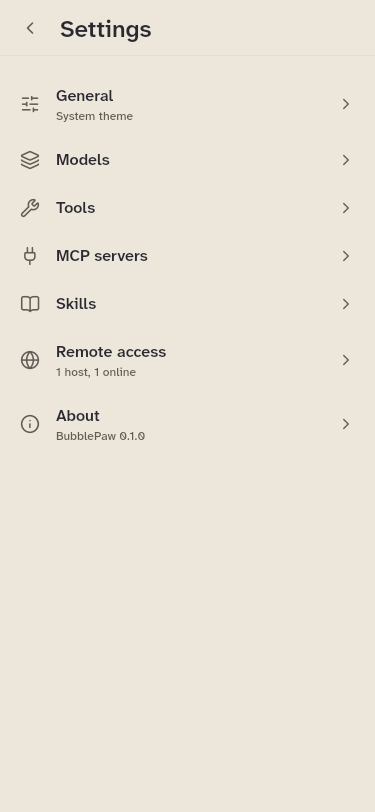 Settings
General
System theme
Models
Tools
MCP servers
Skills
Remote access
1 host, 1 online
About
BubblePaw 0.1.0